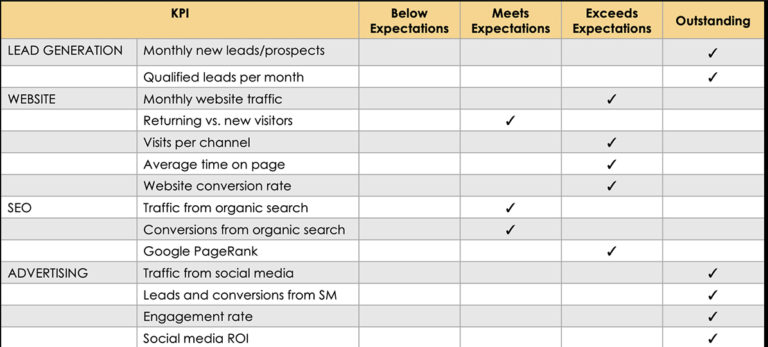 KPI Below Expectations Meets Expectations Exceeds Expectations Outstanding
LEAD GENERATION Monthly new leads/prospects ✓
Qualified leads per month ✓
WEBSITE Monthly website traffic ✓
Returning vs. new visitors ✓
Visits per channel ✓
Average time on page ✓
Website conversion rate ✓
SEO Traffic from organic search ✓
Conversions from organic search ✓
Google PageRank ✓
ADVERTISING Traffic from social media ✓
Leads and conversions from SM ✓
Engagement rate ✓
Social media ROI ✓